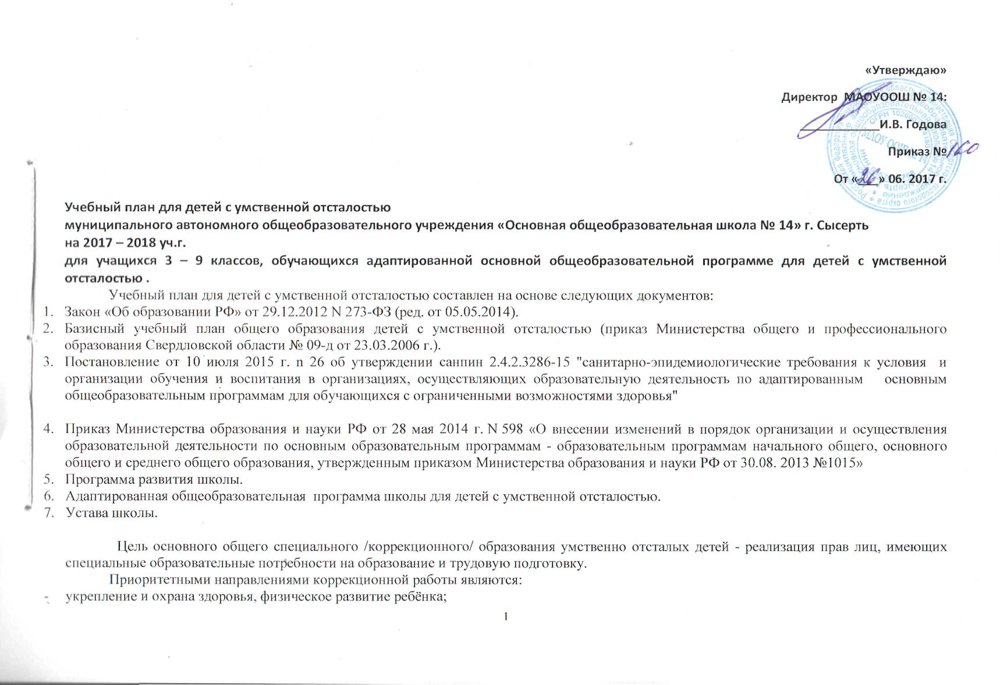 «Утверждаю»
Директор МАОУООШ № 14:
____________И.В. Годова
Приказ № 160
От «26» 06. 2017 г.
Учебный план для детей с умственной отсталостью
муниципального автономного общеобразовательного учреждения «Основная общеобразовательная школа № 14» г. Сысерть
на 2017 – 2018 уч.г.
для учащихся 3 – 9 классов, обучающихся адаптированной основной общеобразовательной программе для детей с умственной
отсталостью .
Учебный план для детей с умственной отсталостью составлен на основе следующих документов:
1. Закон «Об образовании РФ» от 29.12.2012 N 273-ФЗ (ред. от 05.05.2014).
2. Базисный учебный план общего образования детей с умственной отсталостью (приказ Министерства общего и профессионального
образования Свердловской области № 09-д от 23.03.2006 г.).
3. Постановление от 10 июля 2015 г. n 26 об утверждении санпин 2.4.2.3286-15 "санитарно-эпидемиологические требования к условия и
организации обучения и воспитания в организациях, осуществляющих образовательную деятельность по адаптированным основным
общеобразовательным программам для обучающихся с ограниченными возможностями здоровья"
4. Приказ Министерства образования и науки РФ от 28 мая 2014 г. N 598 «О внесении изменений в порядок организации и осуществления
образовательной деятельности по основным образовательным программам - образовательным программам начального общего, основного
общего и среднего общего образования, утвержденным приказом Министерства образования и науки РФ от 30.08. 2013 №1015»
5. Программа развития школы.
6. Адаптированная общеобразовательная программа школы для детей с умственной отсталостью.
7. Устава школы.
Цель основного общего специального /коррекционного/ образования умственно отсталых детей - реализация прав лиц, имеющих
специальные образовательные потребности на образование и трудовую подготовку.
Приоритетными направлениями коррекционной работы являются:
- укрепление и охрана здоровья, физическое развитие ребёнка;
1
МАОУ ООШ № 14